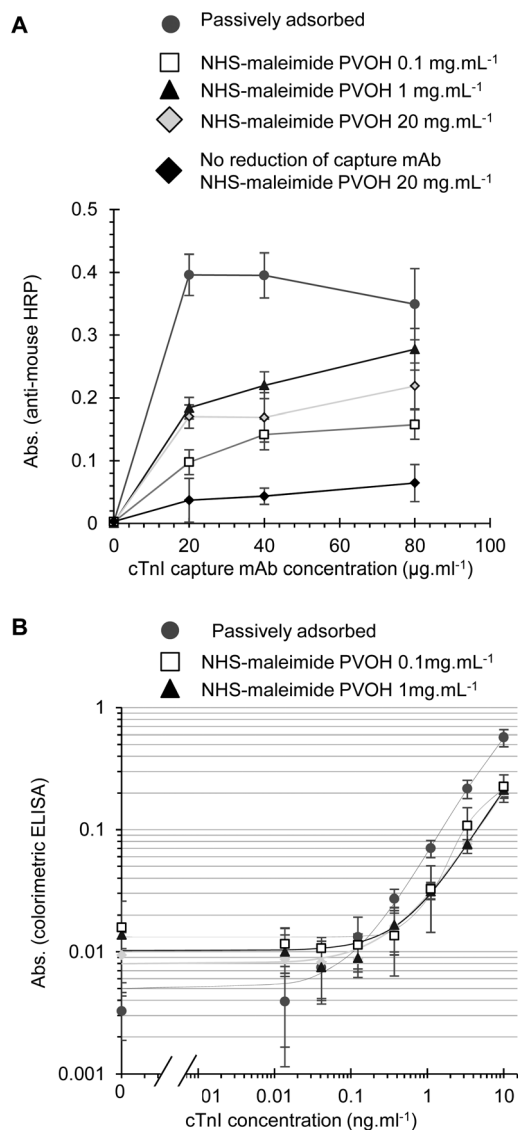 A
Passively adsorbed
NHS-maleimide PVOH 0.1 mg.mL⁻¹
NHS-maleimide PVOH 1 mg.mL⁻¹
NHS-maleimide PVOH 20 mg.mL⁻¹
No reduction of capture mAb
NHS-maleimide PVOH 20 mg.mL⁻¹
Abs. (anti-mouse HRP)
0.5
0.4
0.3
0.2
0.1
0
0 20 40 60 80 100
cTnI capture mAb concentration (µg.ml⁻¹)
B
Passively adsorbed
NHS-maleimide PVOH 0.1mg.mL⁻¹
NHS-maleimide PVOH 1mg.mL⁻¹
Abs. (colorimetric ELISA)
1
0.1
0.01
0.001
0 01 0.01 0.1 1 10
cTnI concentration (ng.ml⁻¹)